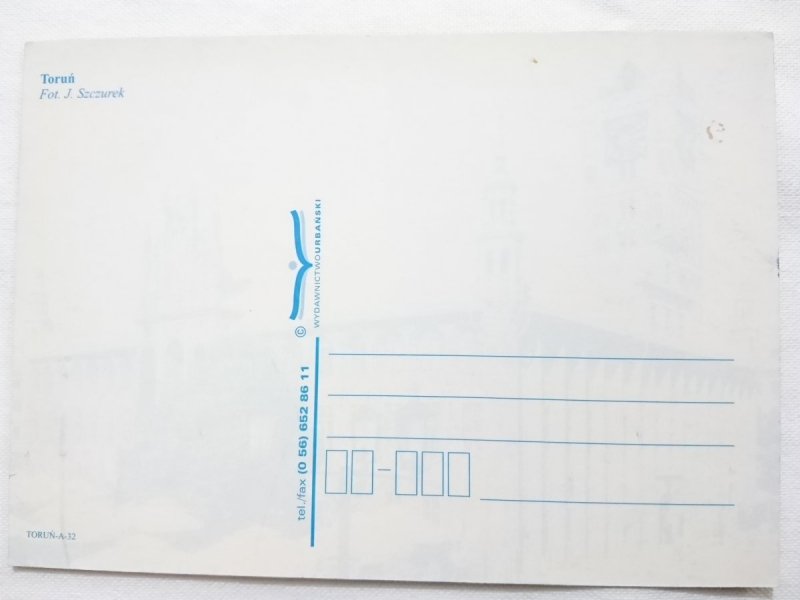 Toruń
Fot. J. Szczurek
© WYDAWNICTWO URBAŃSKI
tel./fax (0 56) 652 86 11
TORUŃ-A-32